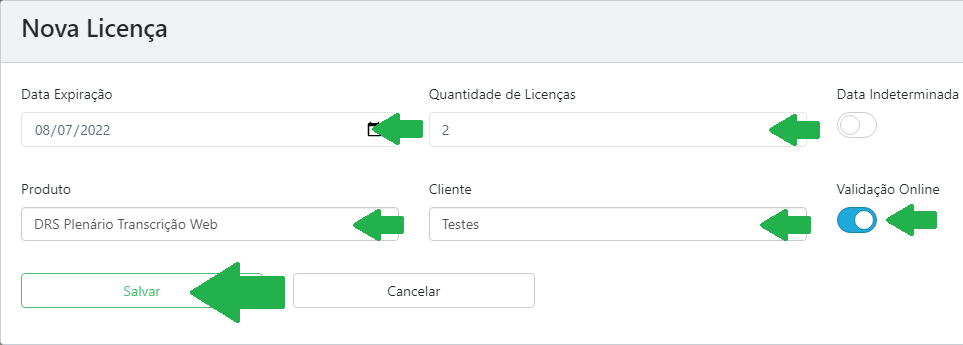 Nova Licença
Data Expiração
Quantidade de Licenças
Data Indeterminada
08/07/2022
2
Produto
Cliente
Validação Online
DRS Plenário Transcrição Web
Testes
Salvar
Cancelar